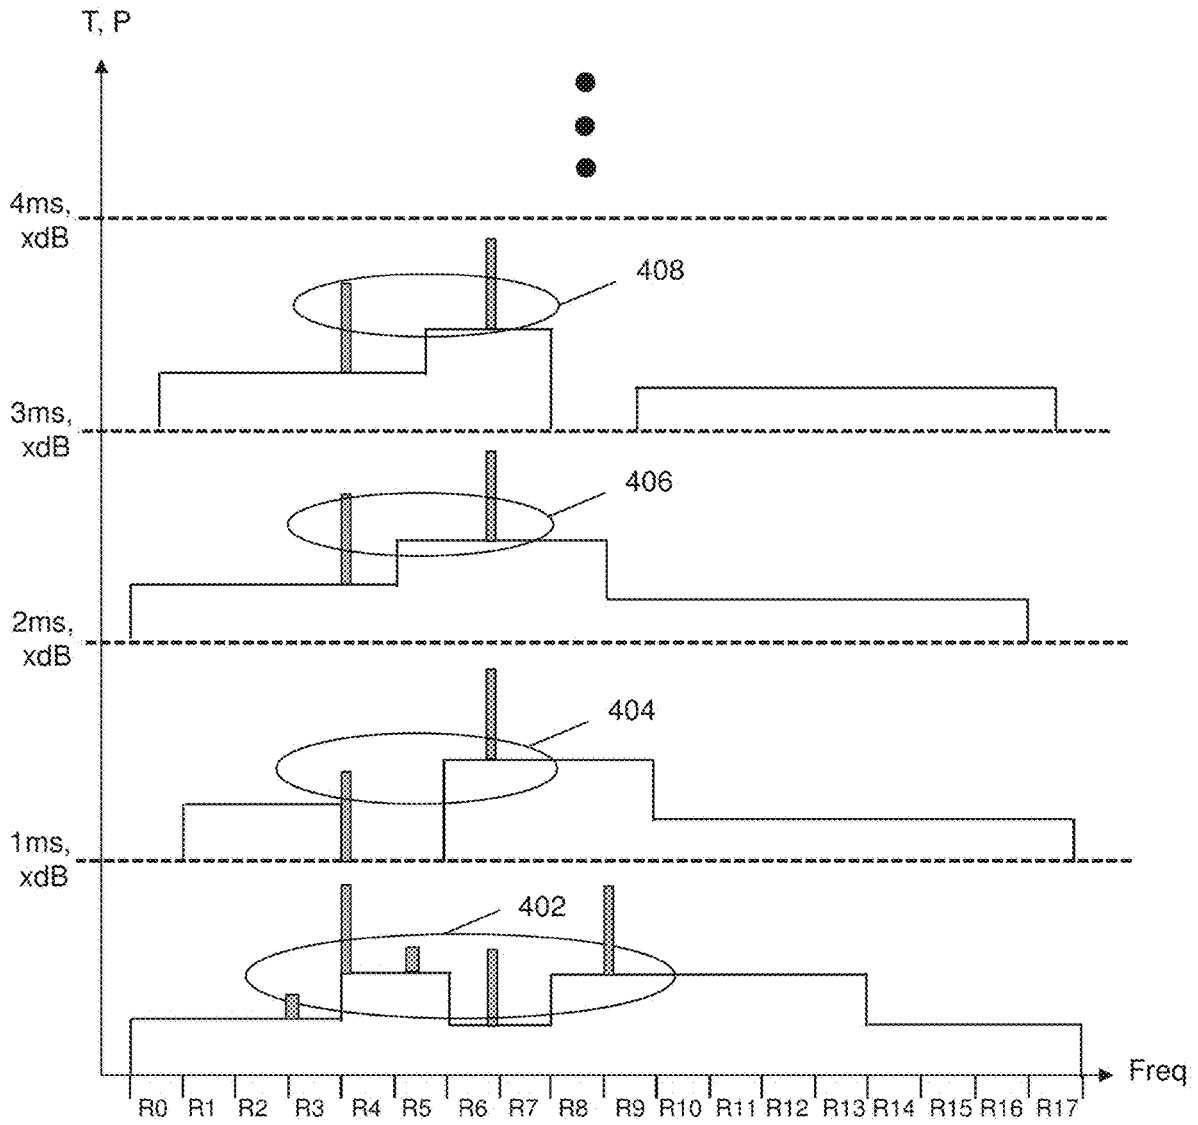 T, P
4ms,
xdB
408
3ms,
xdB
406
2ms,
xdB
404
1ms,
xdB
402
Freq
R0 R1 R2 R3 R4 R5 R6 R7 R8 R9 R10 R11 R12 R13 R14 R15 R16 R17